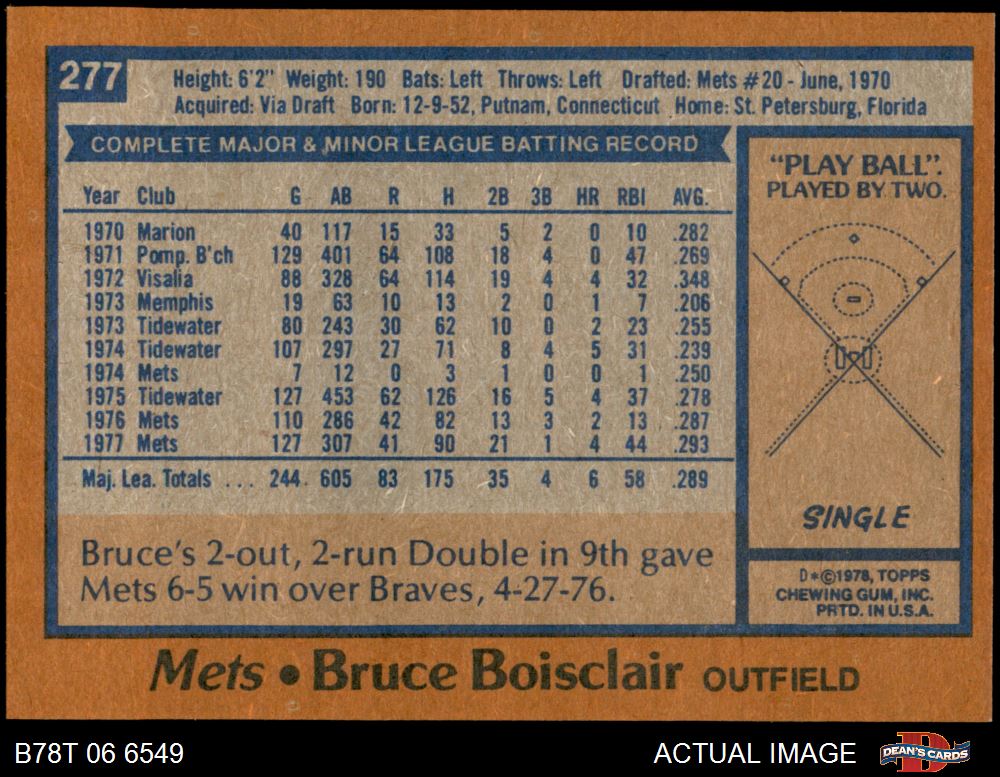 277
Height: 6'2" Weight: 190 Bats: Left Throws: Left Drafted: Mets #20 - June, 1970
Acquired: Via Draft Born: 12-9-52, Putnam, Connecticut Home: St. Petersburg, Florida
COMPLETE MAJOR & MINOR LEAGUE BATTING RECORD
Year Club G AB R H 2B 3B HR RBI AVG.
1970 Marion 40 117 15 33 5 2 0 10 .282
1971 Pomp. B'ch 129 401 64 108 18 4 0 47 .269
1972 Visalia 88 328 64 114 19 4 4 32 .348
1973 Memphis 19 63 10 13 2 0 1 7 .206
1973 Tidewater 80 243 30 62 10 0 2 23 .255
1974 Tidewater 107 297 27 71 8 4 5 31 .239
1974 Mets 7 12 0 3 1 0 0 1 .250
1975 Tidewater 127 453 62 126 16 5 4 37 .278
1976 Mets 110 286 42 82 13 3 2 13 .287
1977 Mets 127 307 41 90 21 1 4 44 .293
Maj. Lea. Totals ... 244 605 83 175 35 4 6 58 .289
Bruce's 2-out, 2-run Double in 9th gave
Mets 6-5 win over Braves, 4-27-76.
"PLAY BALL".
PLAYED BY TWO.
SINGLE
D*©1978, TOPPS
CHEWING GUM, INC.
PRTD. IN U.S.A.
Mets • Bruce Boisclair OUTFIELD
B78T 06 6549
ACTUAL IMAGE
DEAN'S CARDS